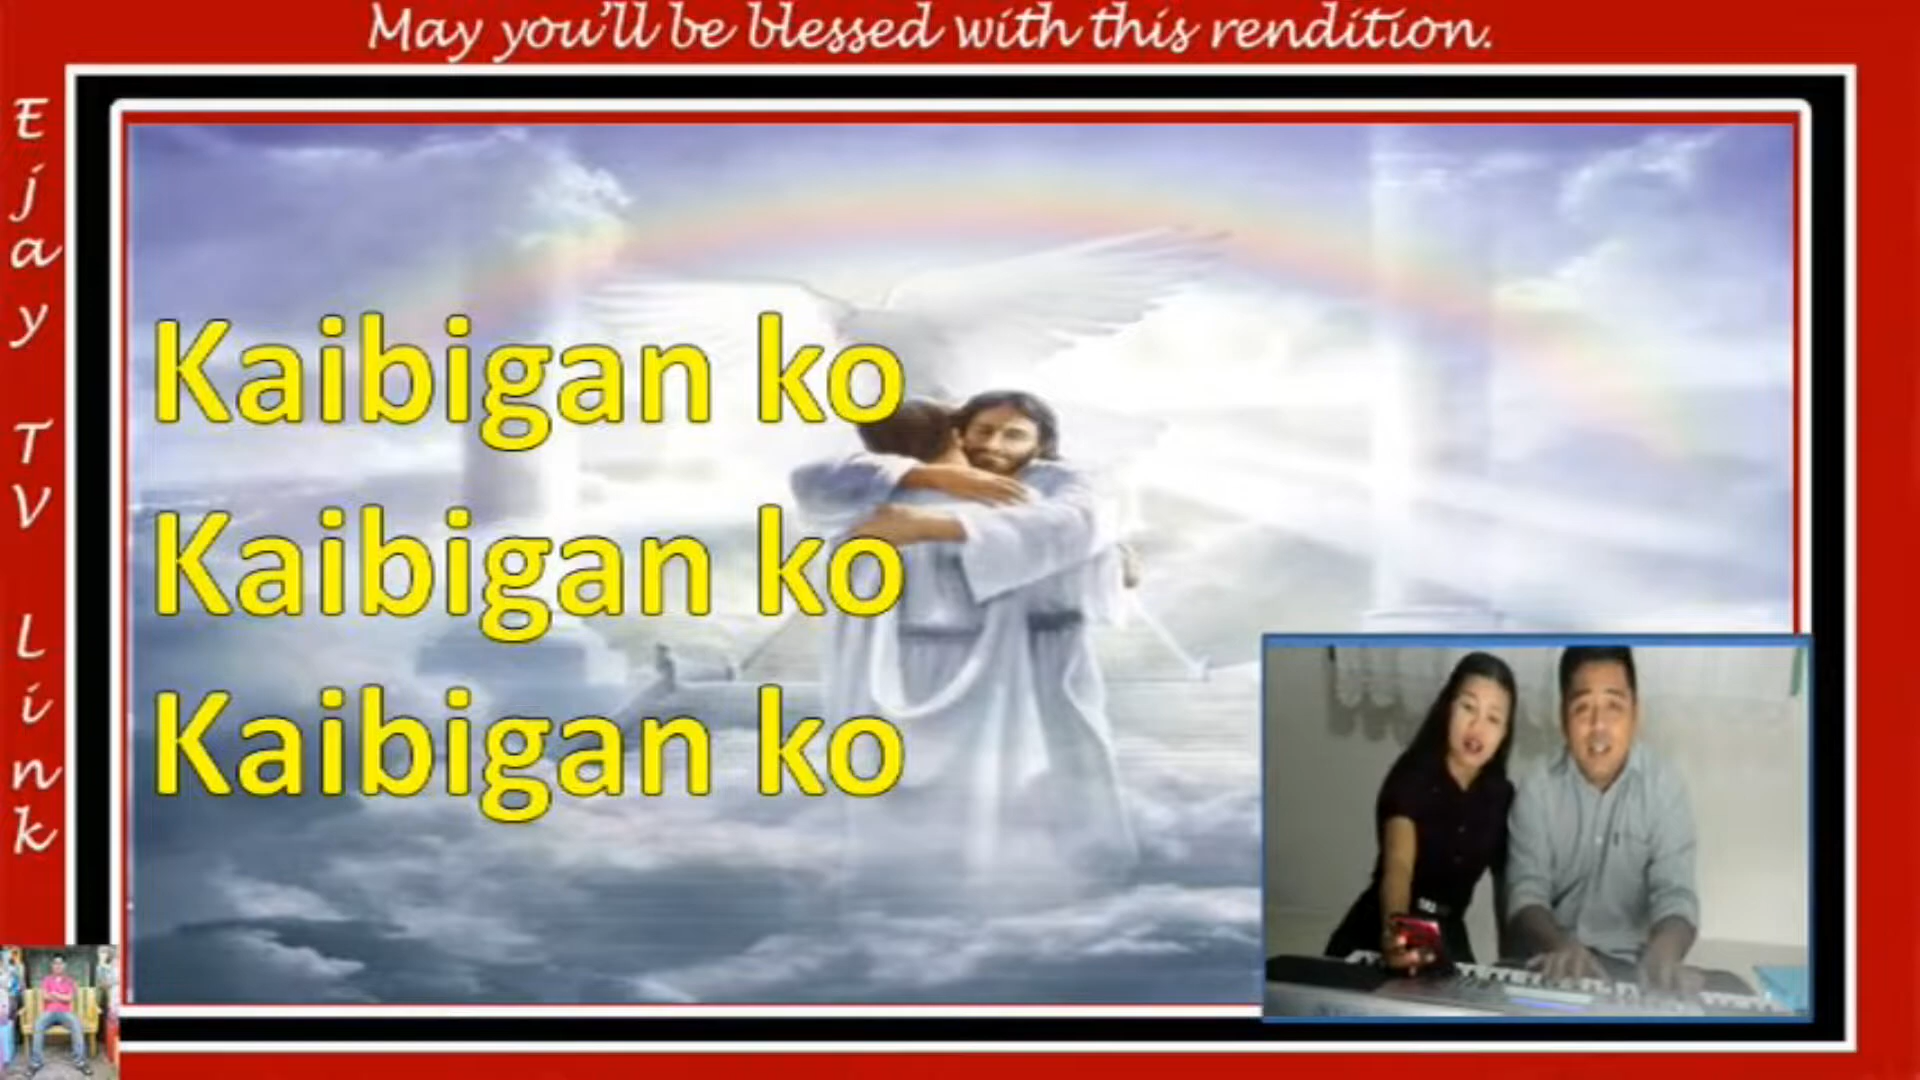 May you'll be blessed with this rendition.
Ejay TV Link
Kaibigan ko
Kaibigan ko
Kaibigan ko